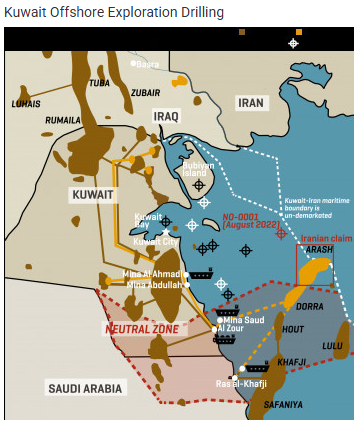 Kuwait Offshore Exploration Drilling
Basra
TUBA
ZUBAIR
LUHAIS
RUMAILA
IRAQ
IRAN
Bubiyan
Island
KUWAIT
Kuwait
Bay
Kuwait City
NO-0001
(August 2022)
Kuwait-Iran maritime
boundary is
un-demarkated
Iranian claim
ARASH
Mina Al Ahmadi
Mina Abdullah
DORRA
NEUTRAL ZONE
Mina Saud
Al Zour
HOUT
LULU
KHAFJI
SAUDI ARABIA
Ras al-Khafji
SAFANIYA